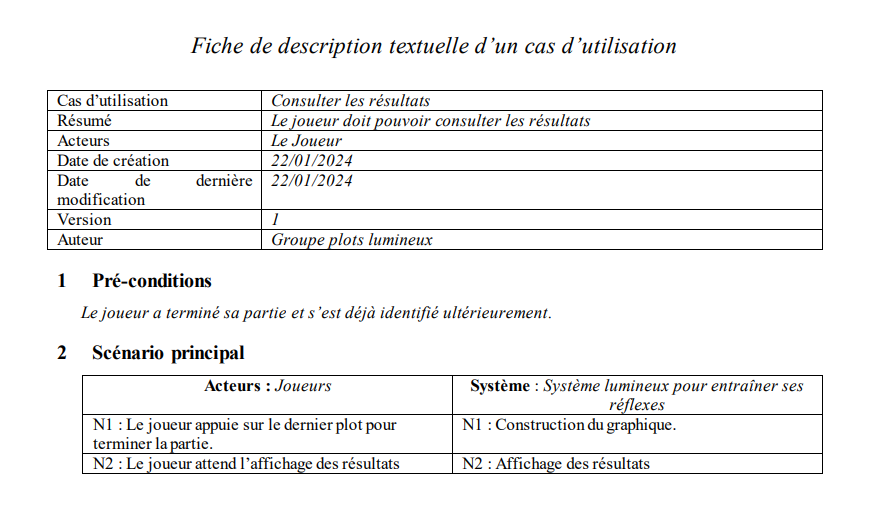 Fiche de description textuelle d’un cas d’utilisation
Cas d’utilisation Consulter les résultats
Résumé Le joueur doit pouvoir consulter les résultats
Acteurs Le Joueur
Date de création 22/01/2024
Date de dernière modification 22/01/2024
Version 1
Auteur Groupe plots lumineux
1 Pré-conditions
Le joueur a terminé sa partie et s’est déjà identifié ultérieurement.
2 Scénario principal
Acteurs : Joueurs
Système : Système lumineux pour entraîner ses
réflexes
N1 : Le joueur appuie sur le dernier plot pour
terminer la partie.
N1 : Construction du graphique.
N2 : Le joueur attend l’affichage des résultats
N2 : Affichage des résultats